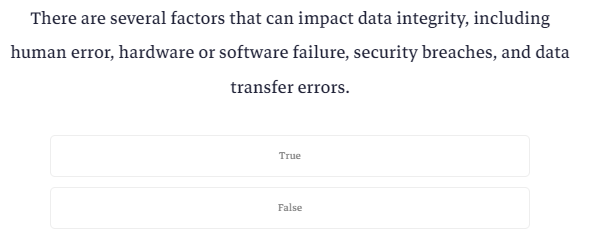 There are several factors that can impact data integrity, including
human error, hardware or software failure, security breaches, and data
transfer errors.
True
False